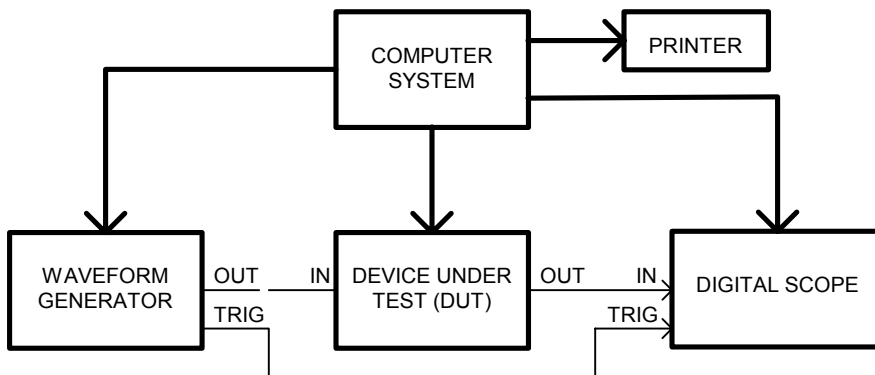 COMPUTER
SYSTEM
PRINTER
WAVEFORM
GENERATOR
OUT
TRIG
IN
DEVICE UNDER
TEST (DUT)
OUT
IN
TRIG
DIGITAL SCOPE